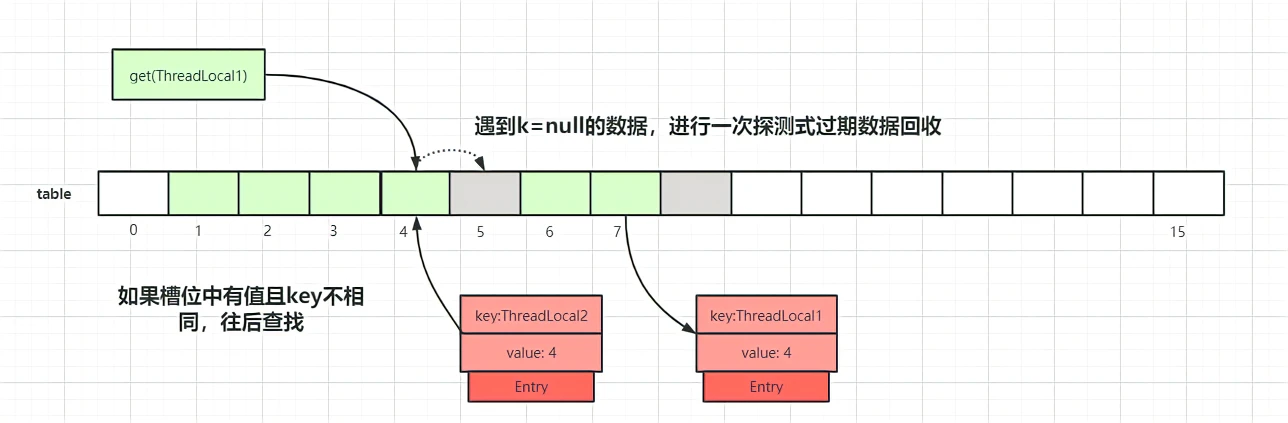 get(ThreadLocal1)
遇到k=null的数据，进行一次探测式过期数据回收
table
0 1 2 3 4 5 6 7 15
如果槽位中有值且key不相
同，往后查找
key:ThreadLocal2
value: 4
Entry
key:ThreadLocal1
value: 4
Entry